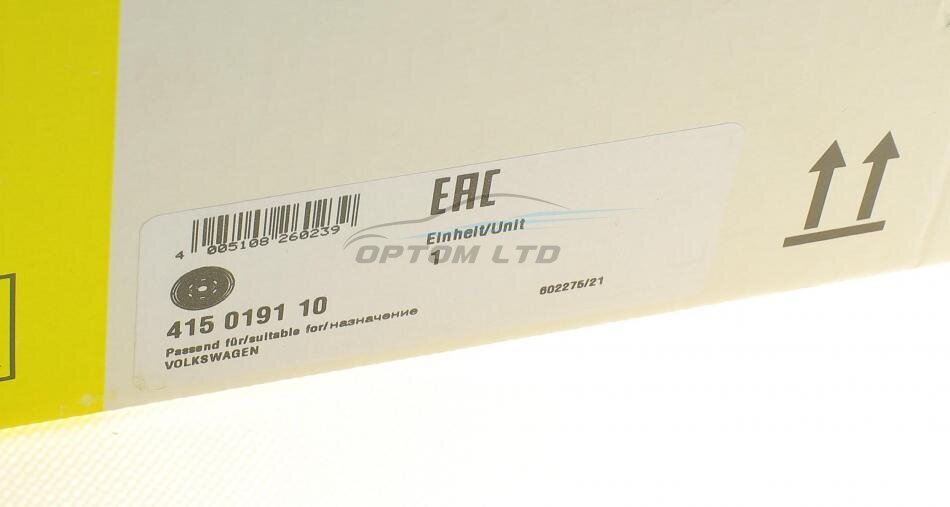 EAC
4 005108 260239
OPTOM LTD
Einheit/Unit
1
602275/21
415 0191 10
Passend für/suitable for/назначение
VOLKSWAGEN